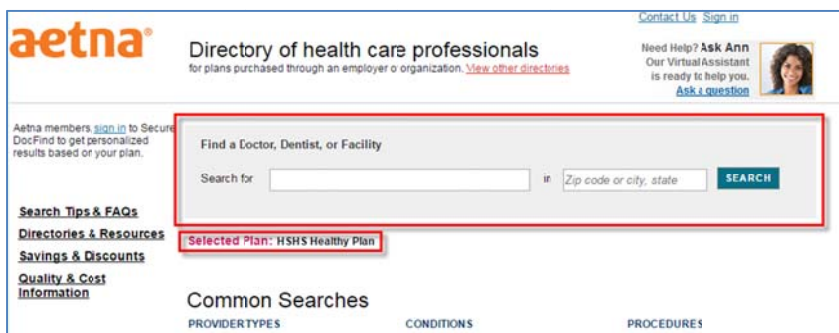 Contact Us Sign in
aetna®
Directory of health care professionals
for plans purchased through an employer or organization. View other directories
Need Help? Ask Ann
Our Virtual Assistant
is ready to help you.
Ask a question
Aetna members, sign in to Secure
DocFind to get personalized
results based on your plan.
Find a Doctor, Dentist, or Facility
Search for
in
Zip code or city, state
SEARCH
Search Tips & FAQs
Directories & Resources
Savings & Discounts
Quality & Cost
Information
Selected Plan: HSHS Healthy Plan
Common Searches
PROVIDER TYPES CONDITIONS PROCEDURES